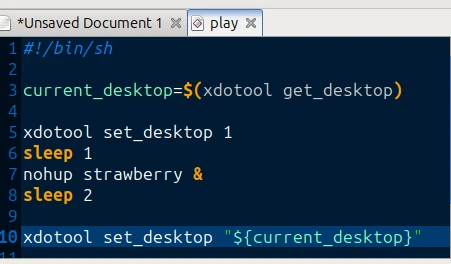 *Unsaved Document 1 play
1 #!/bin/sh
2
3 current_desktop=$(xdotool get_desktop)
4
5 xdotool set_desktop 1
6 sleep 1
7 nohup strawberry &
8 sleep 2
9
10 xdotool set_desktop "${current_desktop}"
11